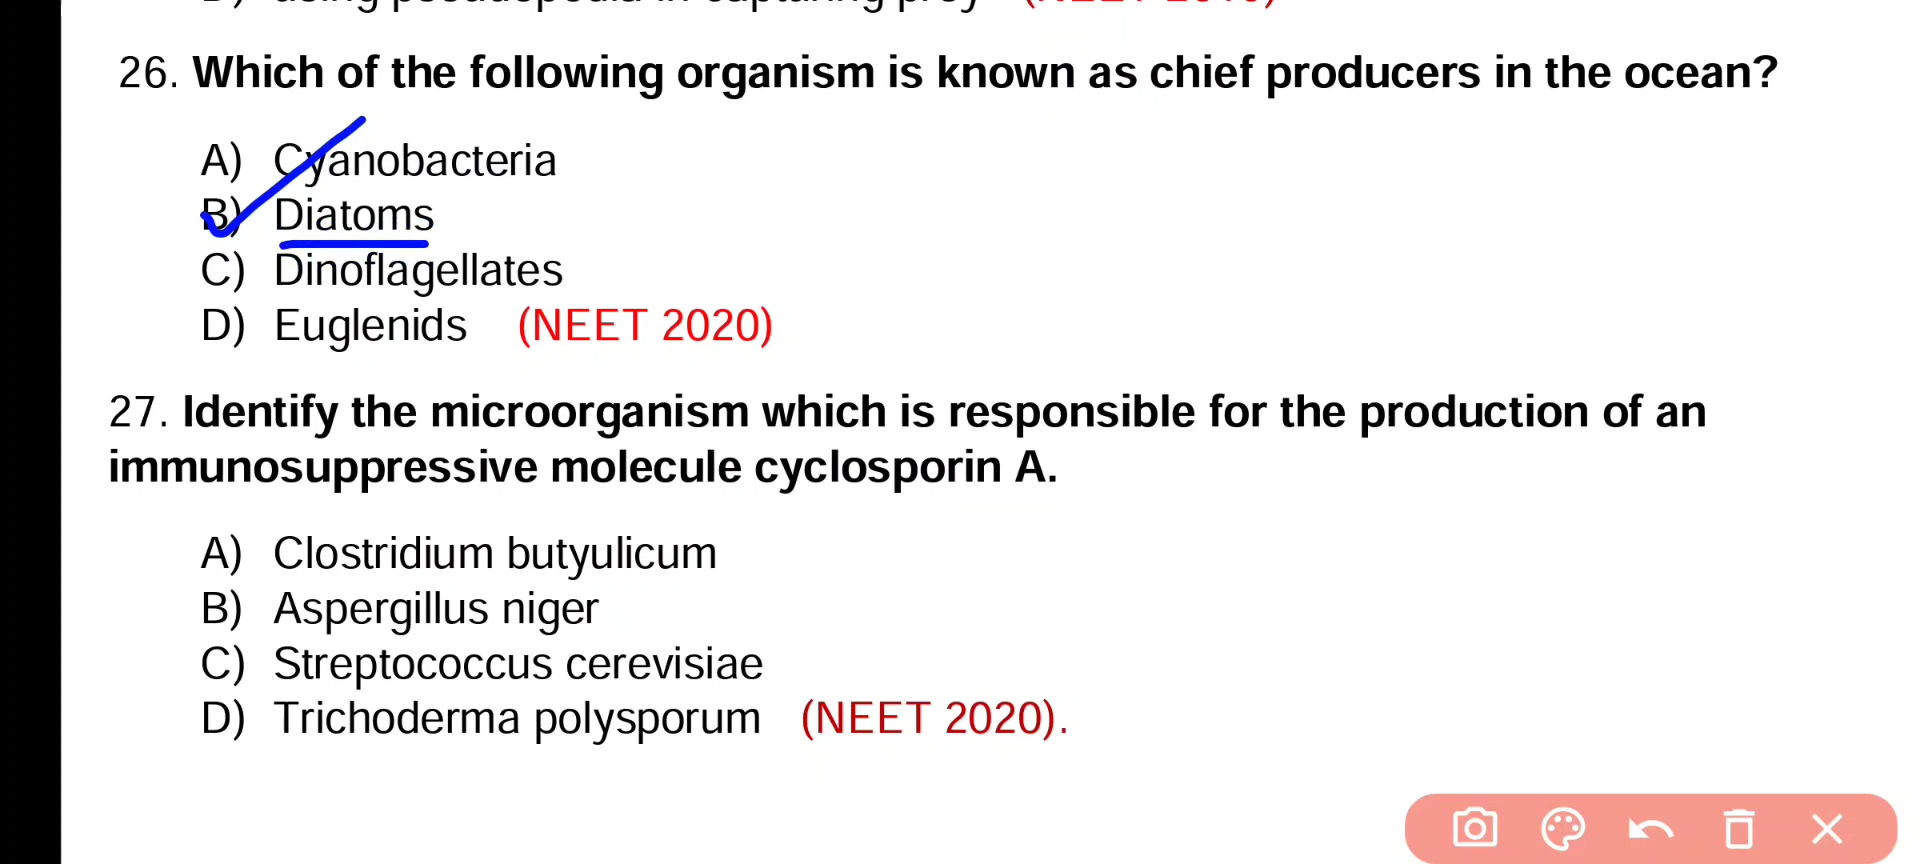 26. Which of the following organism is known as chief producers in the ocean?
A) Cyanobacteria
B) Diatoms
C) Dinoflagellates
D) Euglenids (NEET 2020)
27. Identify the microorganism which is responsible for the production of an
immunosuppressive molecule cyclosporin A.
A) Clostridium butyulicum
B) Aspergillus niger
C) Streptococcus cerevisiae
D) Trichoderma polysporum (NEET 2020).